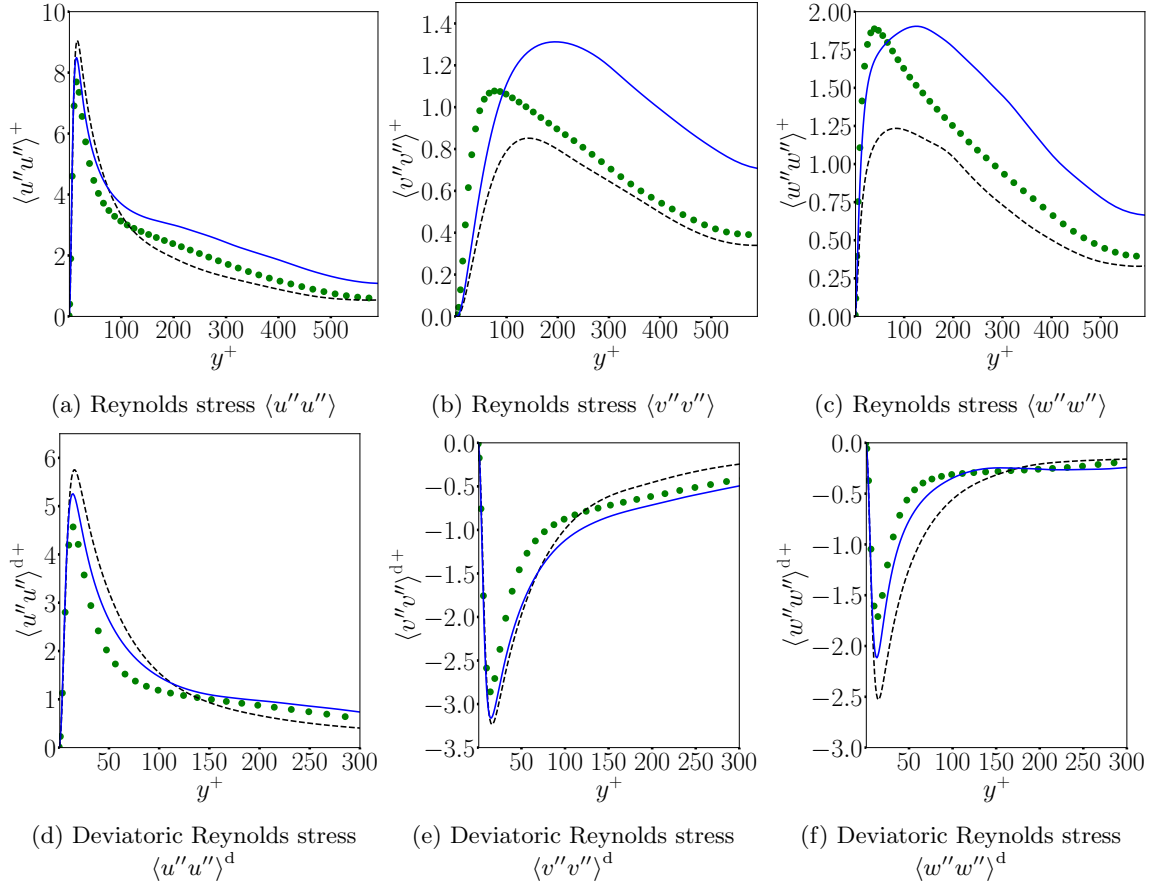 10
8
6
4
2
0
⟨u″u″⟩⁺
100 200 300 400 500
y⁺
(a) Reynolds stress ⟨u″u″⟩
1.4
1.2
1.0
0.8
0.6
0.4
0.2
0.0
⟨v″v″⟩⁺
100 200 300 400 500
y⁺
(b) Reynolds stress ⟨v″v″⟩
2.00
1.75
1.50
1.25
1.00
0.75
0.50
0.25
0.00
⟨w″w″⟩⁺
100 200 300 400 500
y⁺
(c) Reynolds stress ⟨w″w″⟩
6
5
4
3
2
1
0
⟨u″u″⟩ᵈ⁺
50 100 150 200 250 300
y⁺
(d) Deviatoric Reynolds stress
⟨u″u″⟩ᵈ
0.0
−0.5
−1.0
−1.5
−2.0
−2.5
−3.0
−3.5
⟨v″v″⟩ᵈ⁺
50 100 150 200 250 300
y⁺
(e) Deviatoric Reynolds stress
⟨v″v″⟩ᵈ
0.0
−0.5
−1.0
−1.5
−2.0
−2.5
−3.0
⟨w″w″⟩ᵈ⁺
50 100 150 200 250 300
y⁺
(f) Deviatoric Reynolds stress
⟨w″w″⟩ᵈ